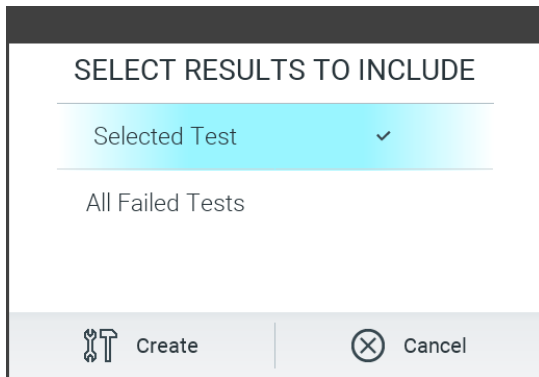 SELECT RESULTS TO INCLUDE
Selected Test
All Failed Tests
Create Cancel